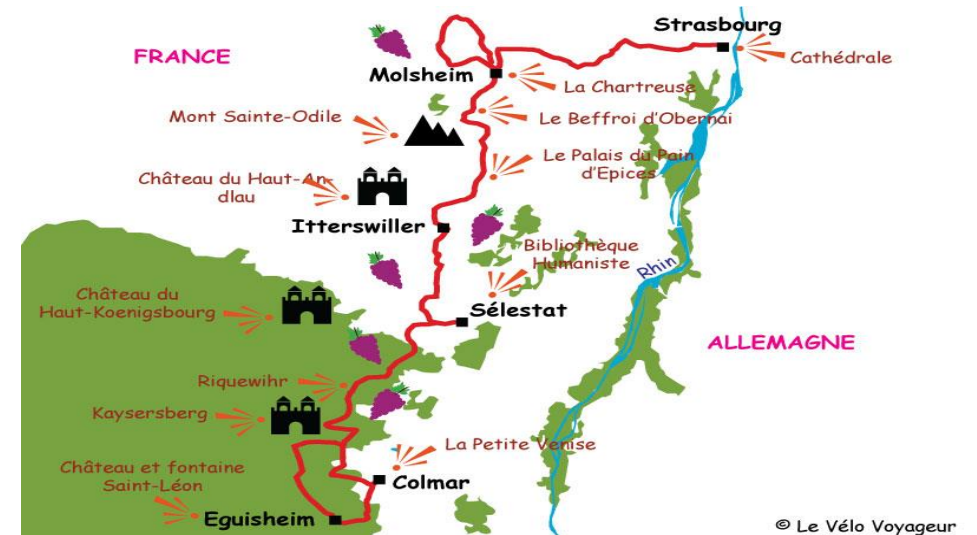 Strasbourg
FRANCE
Cathédrale
Molsheim
La Chartreuse
Mont Sainte-Odile
Le Beffroi d'Obernai
Le Palais du Pain
d'Epices
Château du Haut-An-
dlau
Itterswiller
Bibliothèque
Humaniste
Rhin
Château du
Haut-Koenigsbourg
Sélestat
ALLEMAGNE
Riquewihr
Kaysersberg
La Petite Venise
Château et fontaine
Saint-Léon
Colmar
Eguisheim
© Le Vélo Voyageur